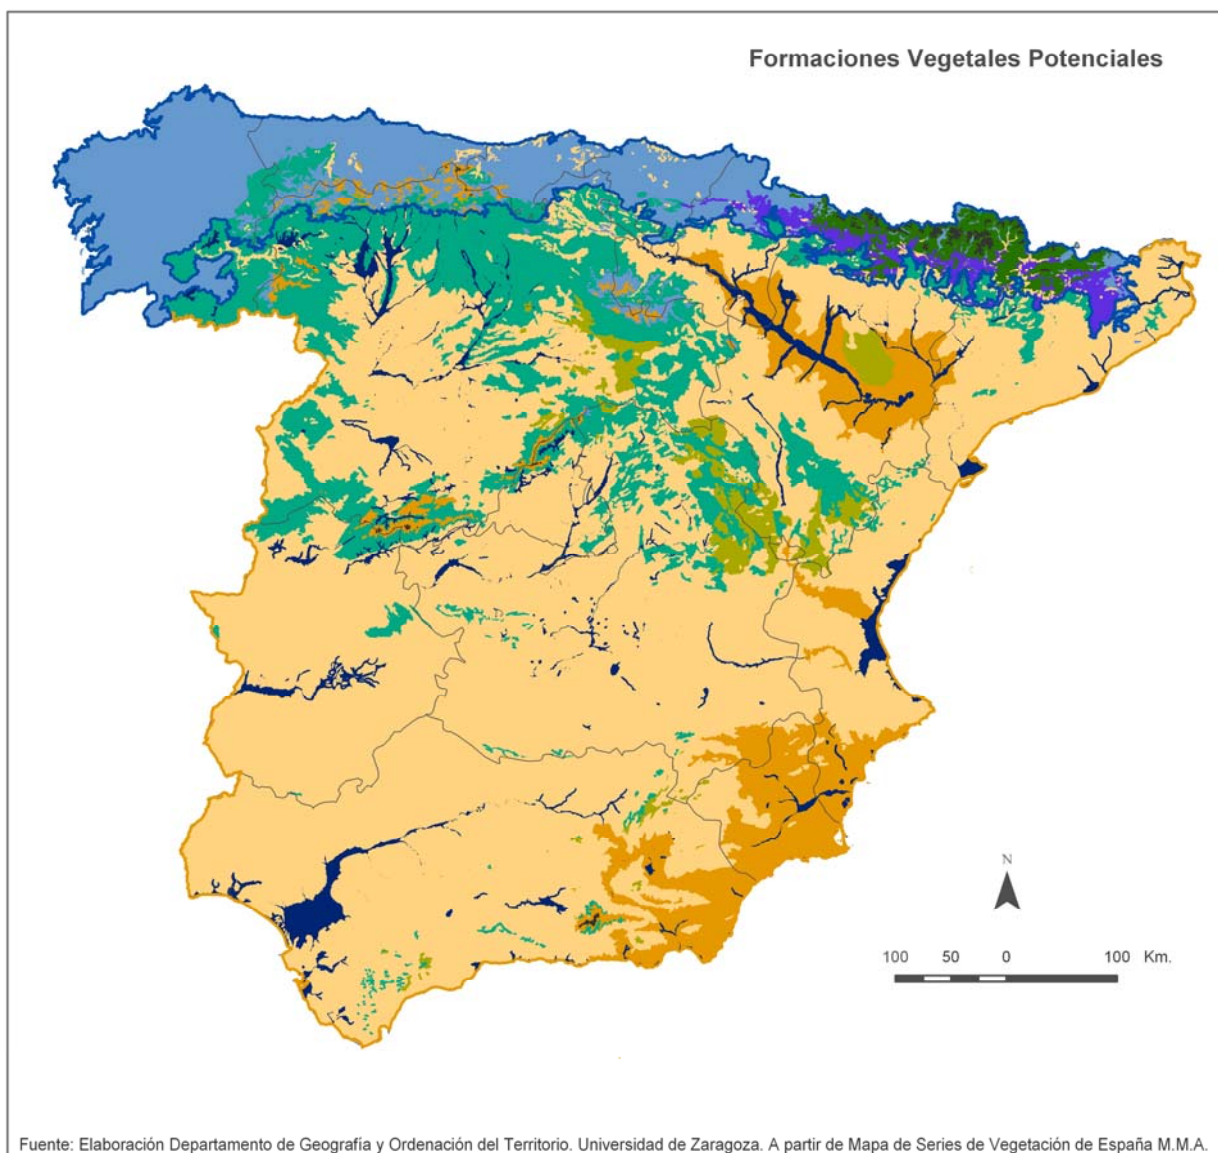 Formaciones Vegetales Potenciales
N
100 50 0 100 Km.
Fuente: Elaboración Departamento de Geografía y Ordenación del Territorio. Universidad de Zaragoza. A partir de Mapa de Series de Vegetación de España M.M.A.